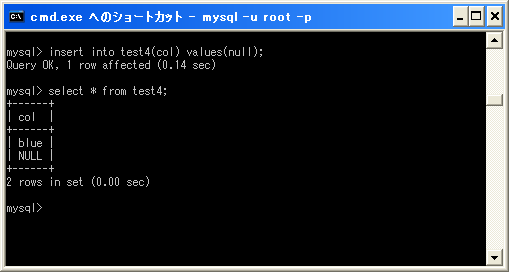 cmd.exe へのショートカット - mysql -u root -p
mysql> insert into test4(col) values(null);
Query OK, 1 row affected (0.14 sec)
mysql> select * from test4;
+------+
| col  |
+------+
| blue |
| NULL |
+------+
2 rows in set (0.00 sec)
mysql>